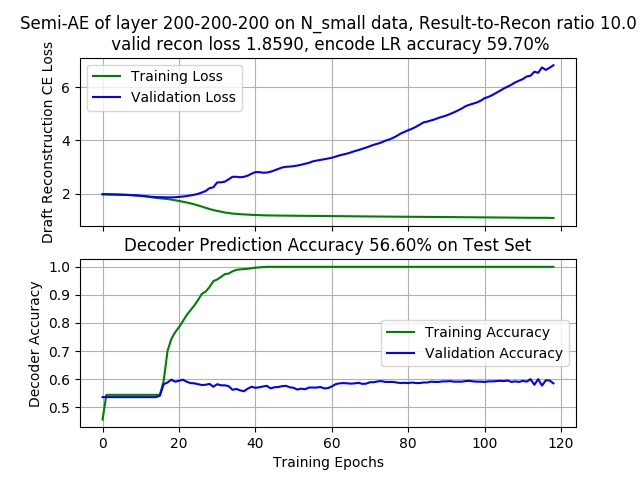 Semi-AE of layer 200-200-200 on N_small data, Result-to-Recon ratio 10.0
valid recon loss 1.8590, encode LR accuracy 59.70%
Draft Reconstruction CE Loss
6
4
2
Training Loss
Validation Loss
Decoder Prediction Accuracy 56.60% on Test Set
Decoder Accuracy
1.0
0.9
0.8
0.7
0.6
0.5
Training Accuracy
Validation Accuracy
0 20 40 60 80 100 120
Training Epochs